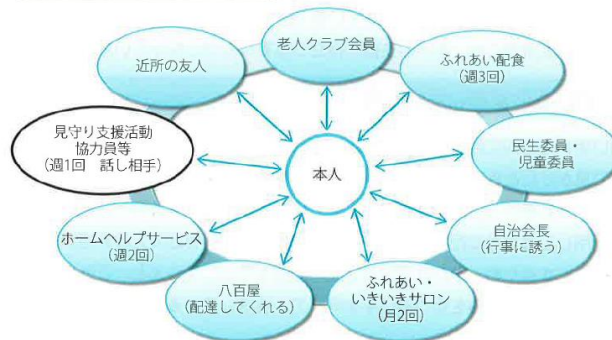 老人クラブ会員
近所の友人
ふれあい配食
(週3回)
見守り支援活動
協力員等
(週1回　話し相手)
民生委員・
児童委員
本人
ホームヘルプサービス
(週2回)
自治会長
(行事に誘う)
八百屋
(配達してくれる)
ふれあい・
いきいきサロン
(月2回)